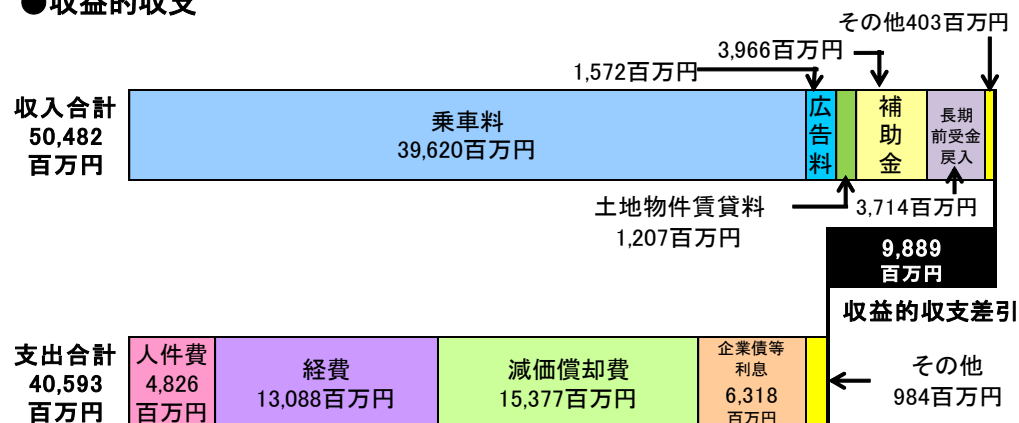 ●収益的収支
その他403百万円
3,966百万円
1,572百万円
収入合計
50,482
百万円
乗車料
39,620百万円
広告料
補助金
長期
前受金
戻入
土地物件賃貸料
1,207百万円
3,714百万円
9,889
百万円
収益的収支差引
支出合計
40,593
百万円
人件費
4,826
百万円
経費
13,088百万円
減価償却費
15,377百万円
企業債等
利息
6,318
百万円
その他
984百万円